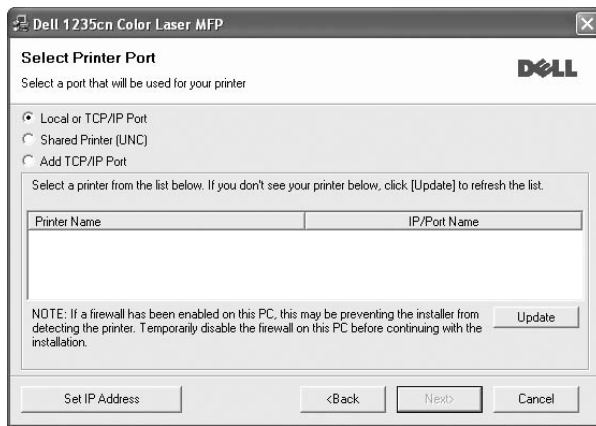 Dell 1235cn Color Laser MFP
Select Printer Port
Select a port that will be used for your printer
DELL
Local or TCP/IP Port
Shared Printer (UNC)
Add TCP/IP Port
Select a printer from the list below. If you don't see your printer below, click [Update] to refresh the list.
Printer Name IP/Port Name
NOTE: If a firewall has been enabled on this PC, this may be preventing the installer from
detecting the printer. Temporarily disable the firewall on this PC before continuing with the
installation.
Update
Set IP Address <Back Next> Cancel